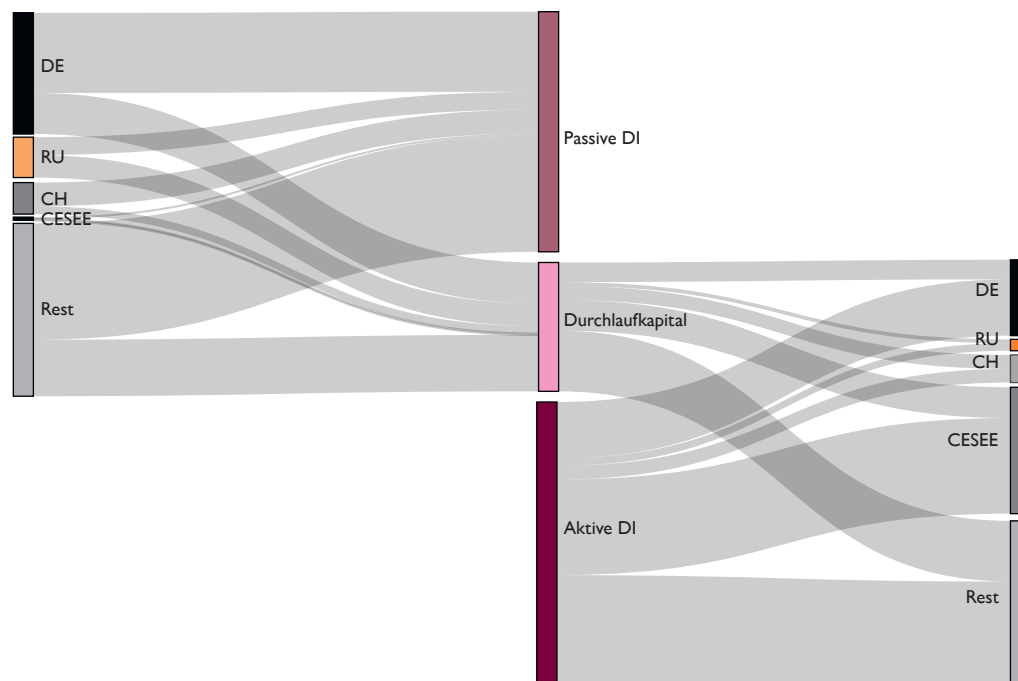 DE
RU
CH
CESEE
Rest
Passive DI
Durchlaufkapital
Aktive DI
DE
RU
CH
CESEE
Rest